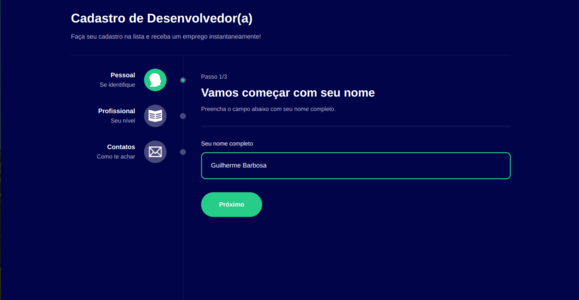 Cadastro de Desenvolvedor(a)
Faça seu cadastro na lista e receba um emprego instantaneamente!
Pessoal
Se identifique
Profissional
Seu nível
Contatos
Como te achar
Passo 1/3
Vamos começar com seu nome
Preencha o campo abaixo com seu nome completo.
Seu nome completo
Guilherme Barbosa
Próximo